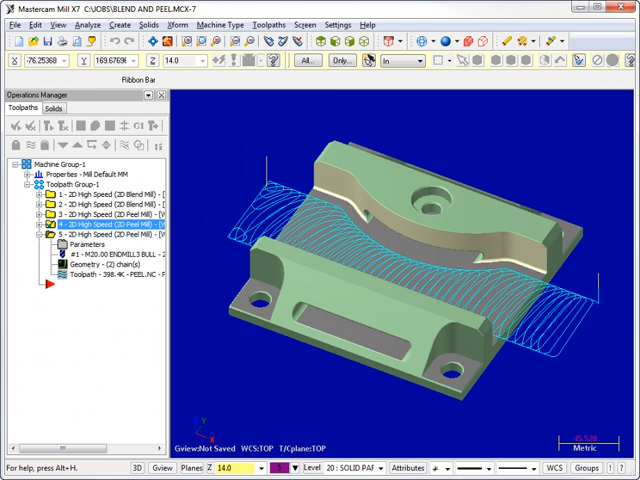 Mastercam Mill X7 C:\JOBS\BLEND AND PEEL.MCX-7
File Edit View Analyze Create Solids Xform Machine Type Toolpaths Screen Settings Help
X -76.25368 Y 169.67696 Z 14.0 All... Only... In
Ribbon Bar
Operations Manager
Toolpaths Solids
G1
Machine Group-1
Properties - Mill Default MM
Toolpath Group-1
1 - 2D High Speed (2D Blend Mill) - [
2 - 2D High Speed (2D Blend Mill) - [
3 - 2D High Speed (2D Peel Mill) - [W
4 - 2D High Speed (2D Peel Mill) - [W
5 - 2D High Speed (2D Peel Mill) - [W
Parameters
#1 - M20.00 ENDMILL3 BULL - 2
Geometry - (2) chain(s)
Toolpath - 398.4K - PEEL.NC - P
Y
X
Gview:Not Saved WCS:TOP T/Cplane:TOP
45.528
Metric
For help, press Alt+H.
3D Gview Planes Z 14.0 Level 20 : SOLID PAR Attributes WCS Groups ! ?